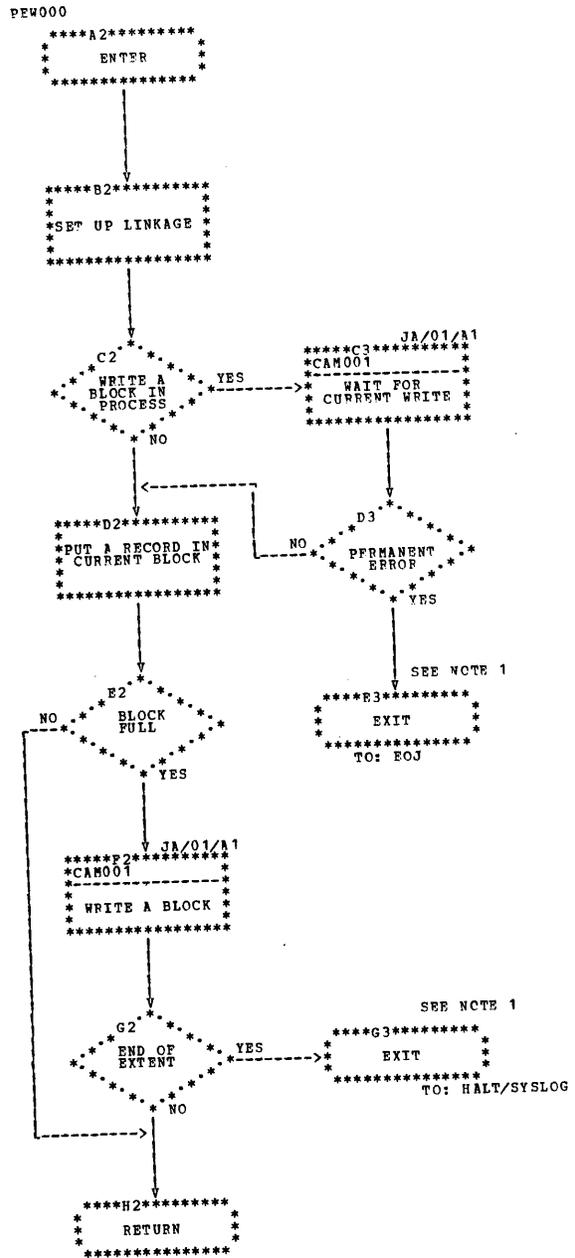 PEW000
****A2*********
ENTER
*****B2**********
SET UP LINKAGE
C2
WRITE A
BLOCK IN
PROCESS
YES
NO
JA/01/A1
*****C3**********
*CAM001
WAIT FOR
CURRENT WRITE
D3
PERMANENT
ERROR
NO
YES
*****D2**********
PUT A RECORD IN
CURRENT BLOCK
SEE NOTE 1
****E3*********
EXIT
TO: EOJ
E2
BLOCK
FULL
NO
YES
JA/01/A1
*****F2**********
*CAM001
WRITE A BLOCK
G2
END OF
EXTENT
YES
NO
SEE NOTE 1
****G3*********
EXIT
TO: HALT/SYSLOG
****H2*********
RETURN